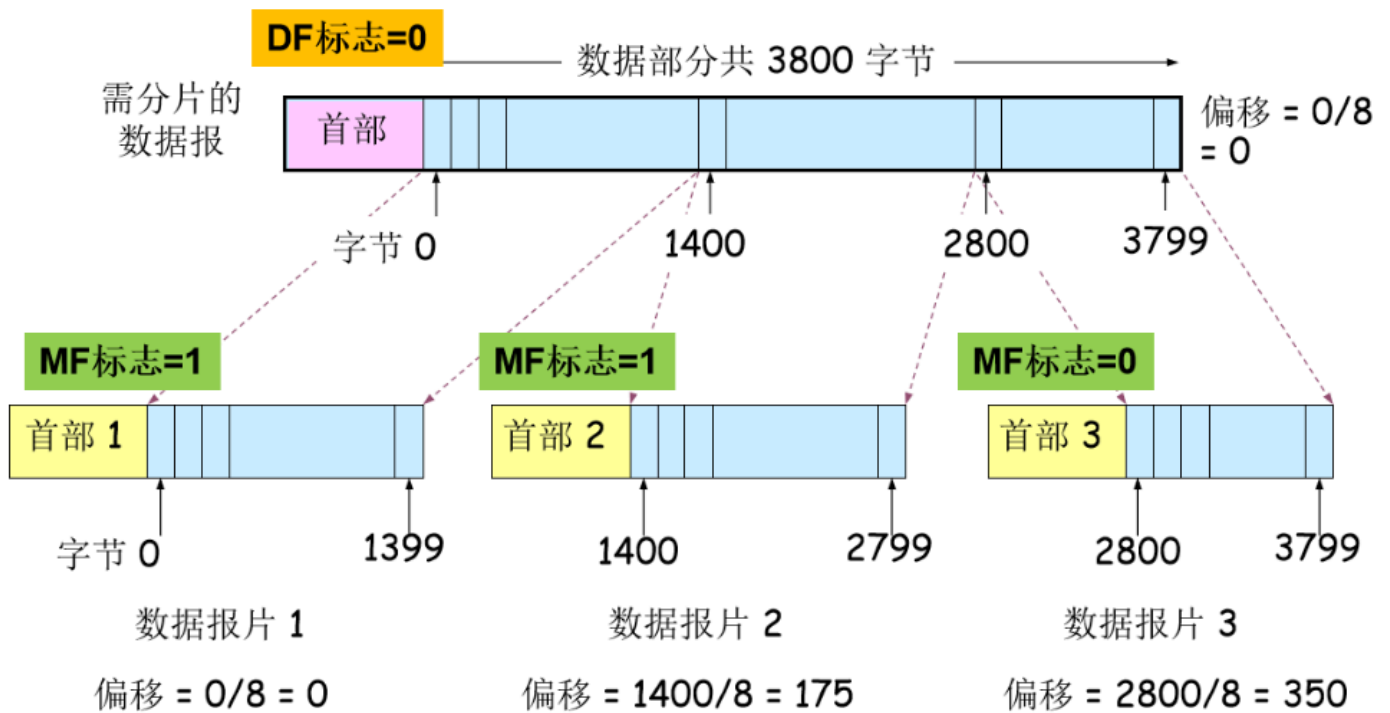 DF标志=0
数据部分共 3800 字节
需分片的
数据报
首部
偏移 = 0/8
= 0
字节 0
1400
2800
3799
MF标志=1
MF标志=1
MF标志=0
首部 1
首部 2
首部 3
字节 0
1399
1400
2799
2800
3799
数据报片 1
数据报片 2
数据报片 3
偏移 = 0/8 = 0
偏移 = 1400/8 = 175
偏移 = 2800/8 = 350